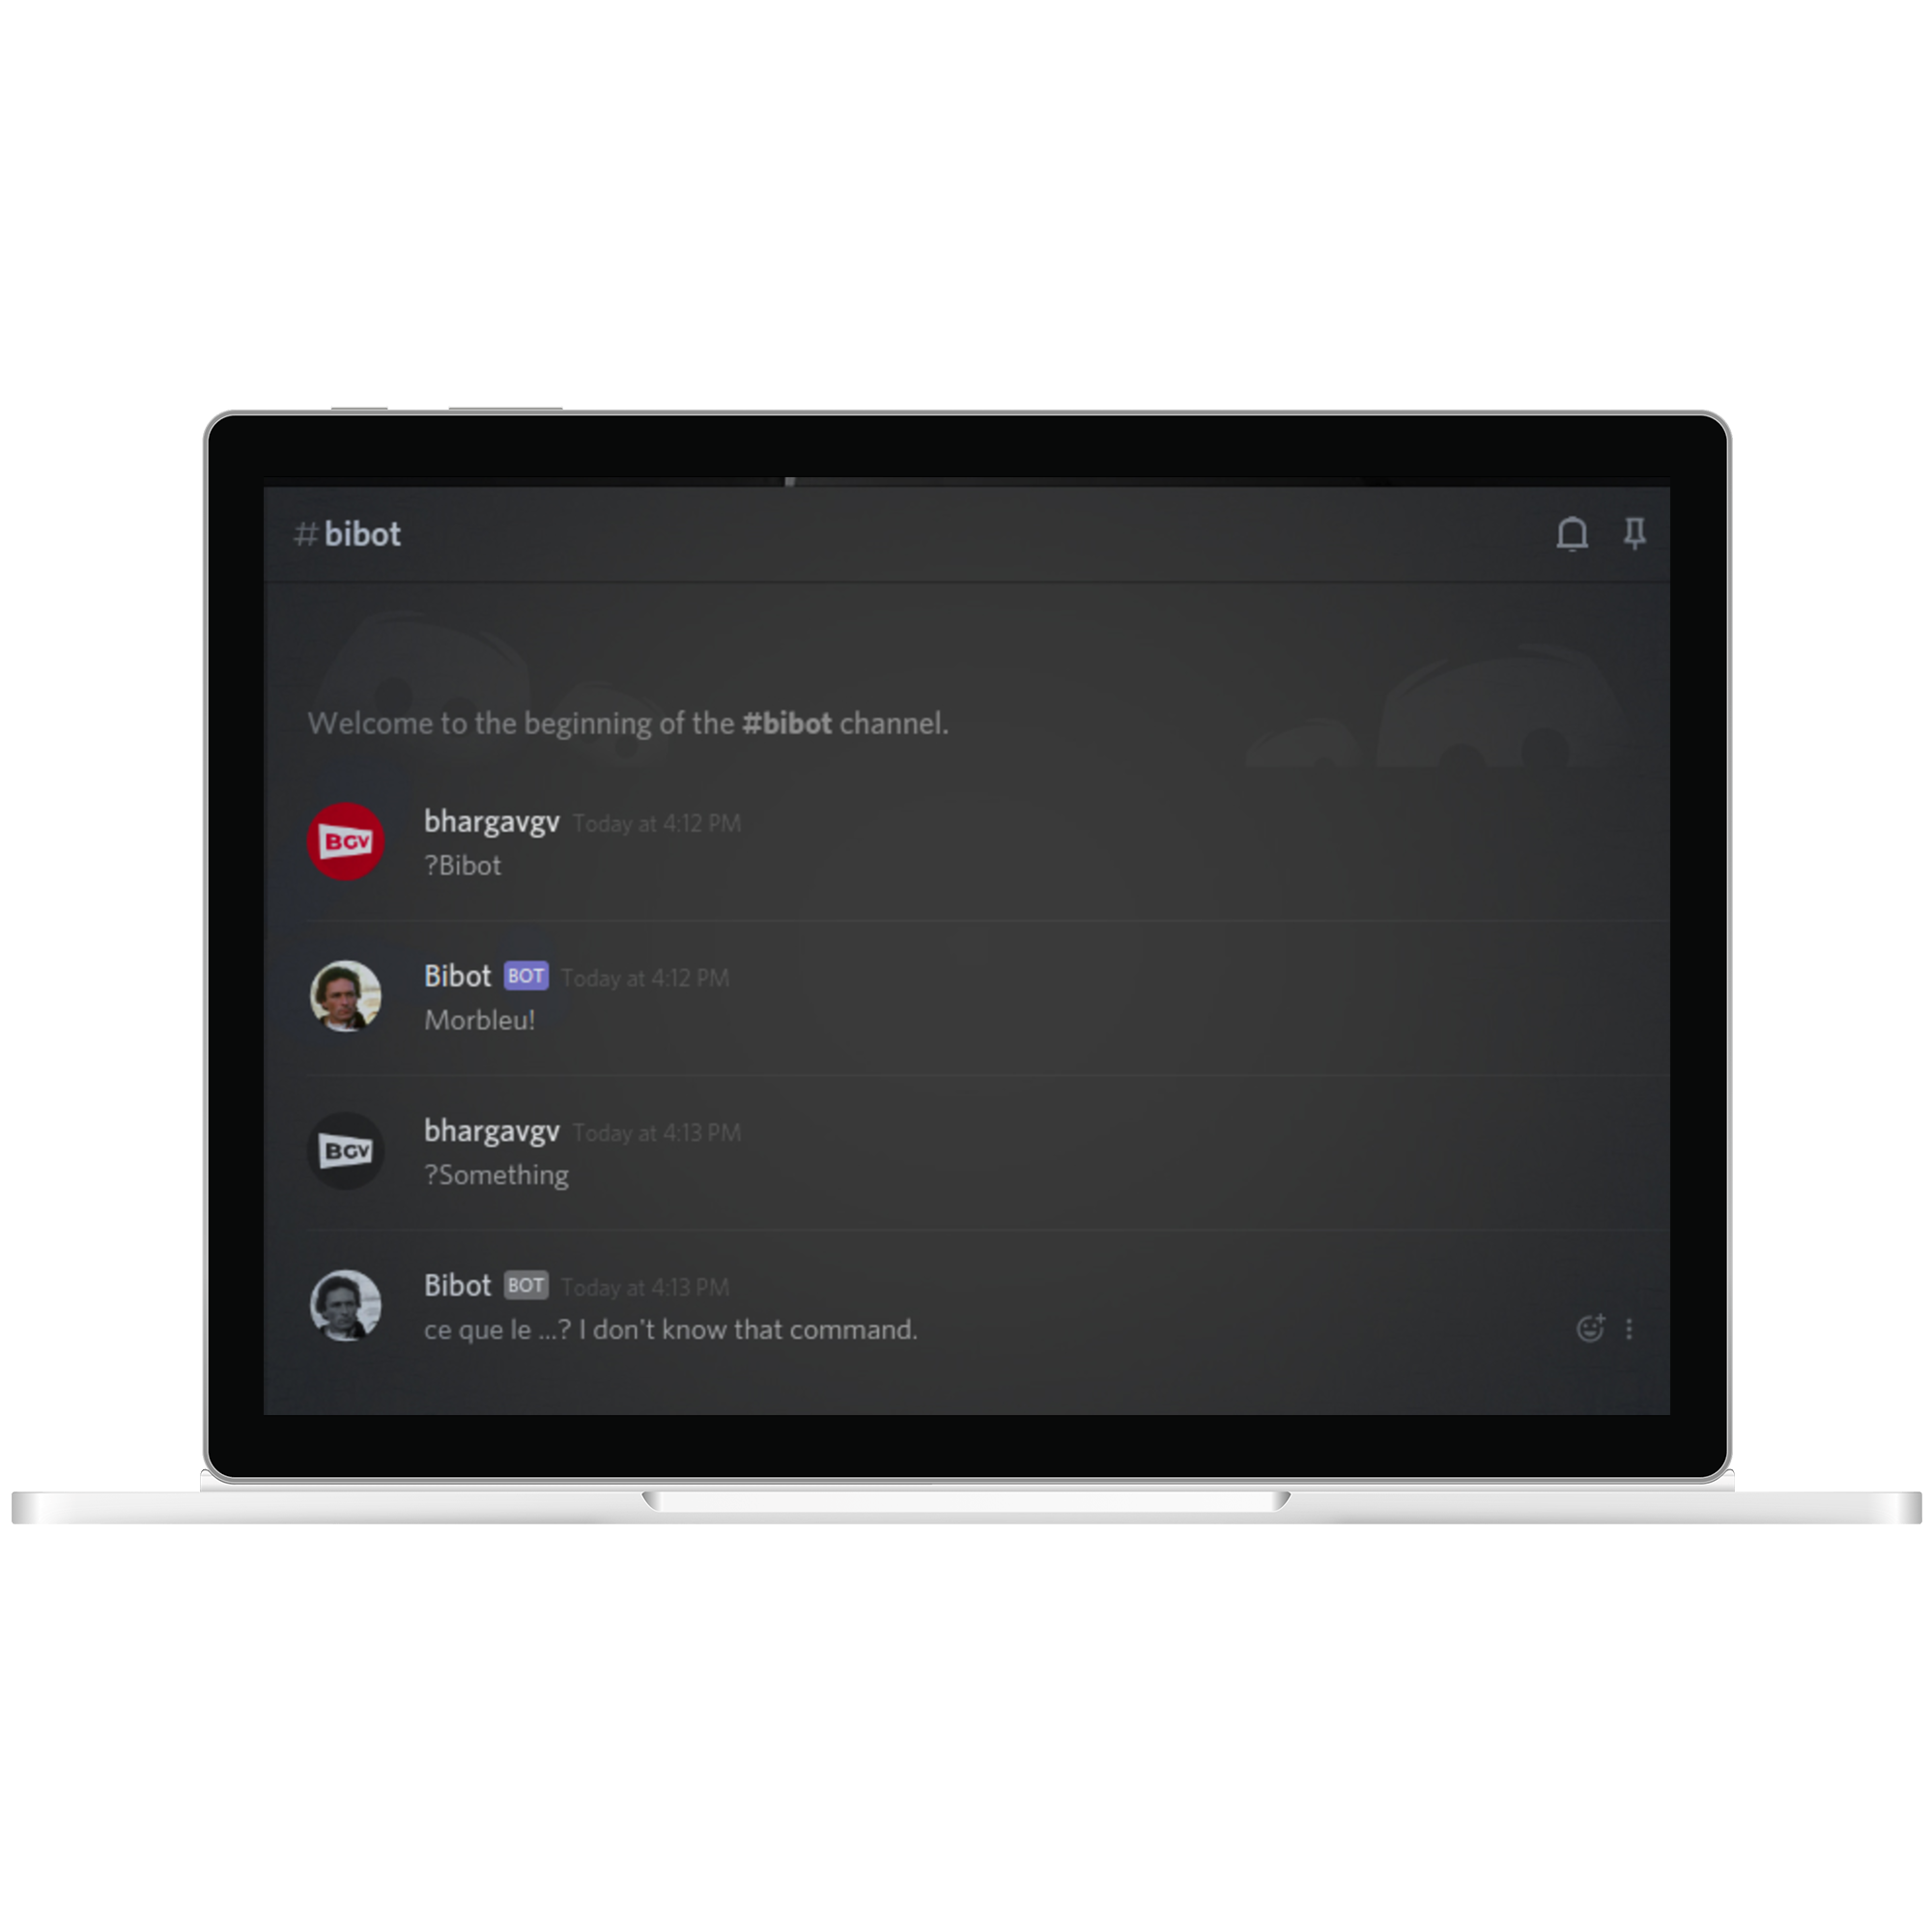 #bibot
Welcome to the beginning of the #bibot channel.
BGV
bhargavgv Today at 4:12 PM
?Bibot
Bibot BOT Today at 4:12 PM
Morbleu!
BGV
bhargavgv Today at 4:13 PM
?Something
Bibot BOT Today at 4:13 PM
ce que le ...? I don't know that command.